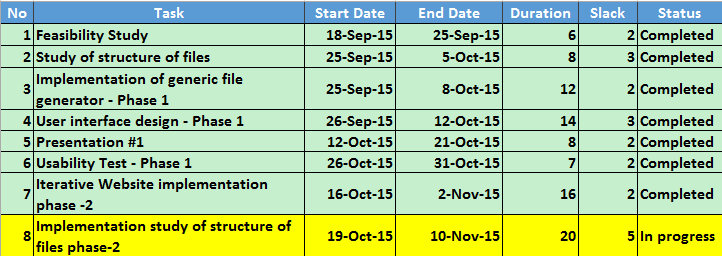 No Task Start Date End Date Duration Slack Status
1 Feasibility Study 18-Sep-15 25-Sep-15 6 2 Completed
2 Study of structure of files 25-Sep-15 5-Oct-15 8 3 Completed
3 Implementation of generic file
generator - Phase 1 25-Sep-15 8-Oct-15 12 2 Completed
4 User interface design - Phase 1 26-Sep-15 12-Oct-15 14 3 Completed
5 Presentation #1 12-Oct-15 21-Oct-15 8 2 Completed
6 Usability Test - Phase 1 26-Oct-15 31-Oct-15 7 2 Completed
7 Iterative Website implementation
phase -2 16-Oct-15 2-Nov-15 16 2 Completed
8 Implementation study of structure of
files phase-2 19-Oct-15 10-Nov-15 20 5 In progress